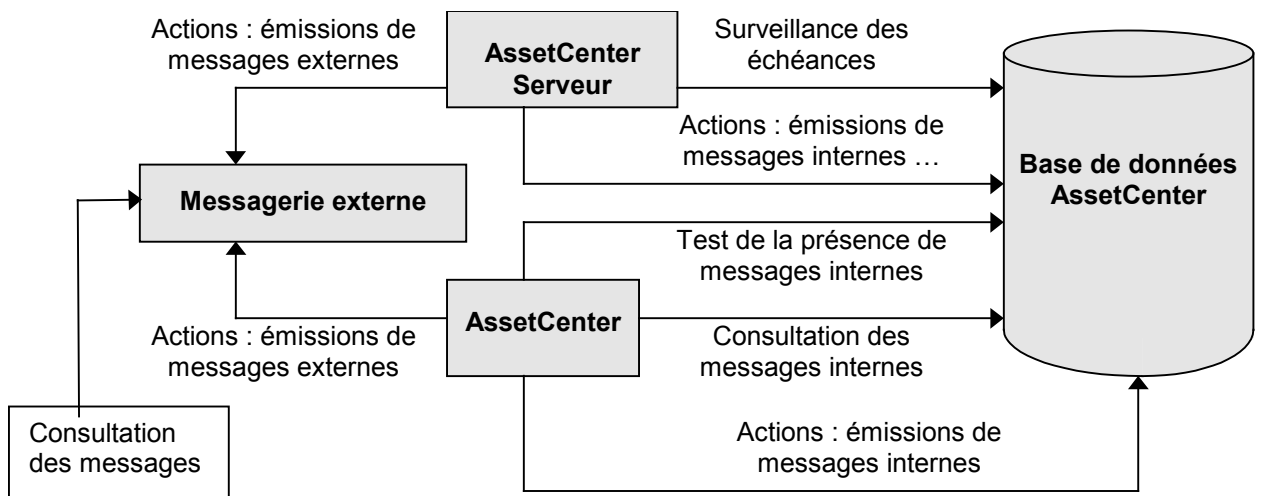 Actions : émissions de
messages externes
AssetCenter
Serveur
Surveillance des
échéances
Actions : émissions de
messages internes …
Base de données
AssetCenter
Messagerie externe
Test de la présence de
messages internes
AssetCenter
Actions : émissions de
messages externes
Consultation des
messages internes
Consultation
des messages
Actions : émissions de
messages internes